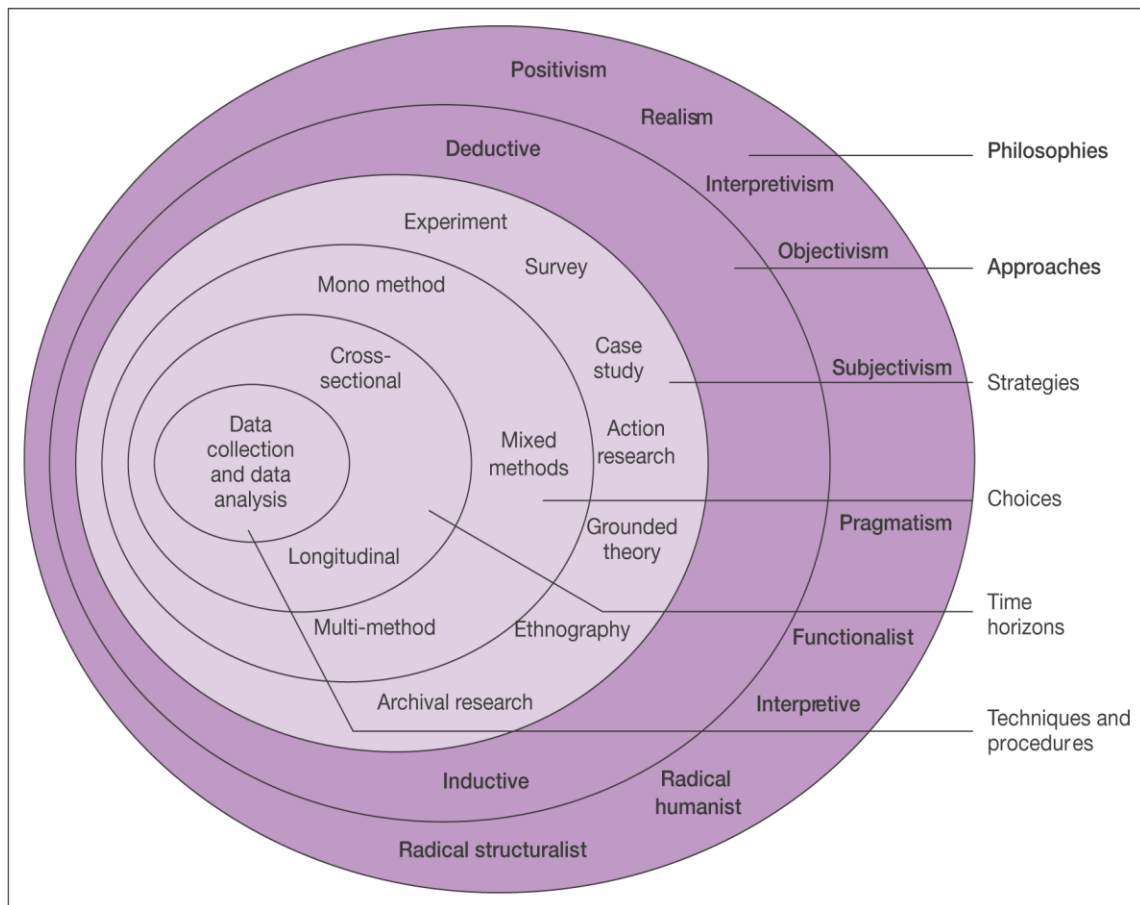 Positivism
Realism
Philosophies
Deductive
Interpretivism
Experiment
Objectivism
Approaches
Survey
Mono method
Cross-
sectional
Case
study
Subjectivism
Strategies
Data
collection
and data
analysis
Mixed
methods
Action
research
Choices
Pragmatism
Grounded
theory
Longitudinal
Time
horizons
Multi-method
Ethnography
Functionalist
Archival research
Interpretive
Techniques and
procedures
Inductive
Radical
humanist
Radical structuralist